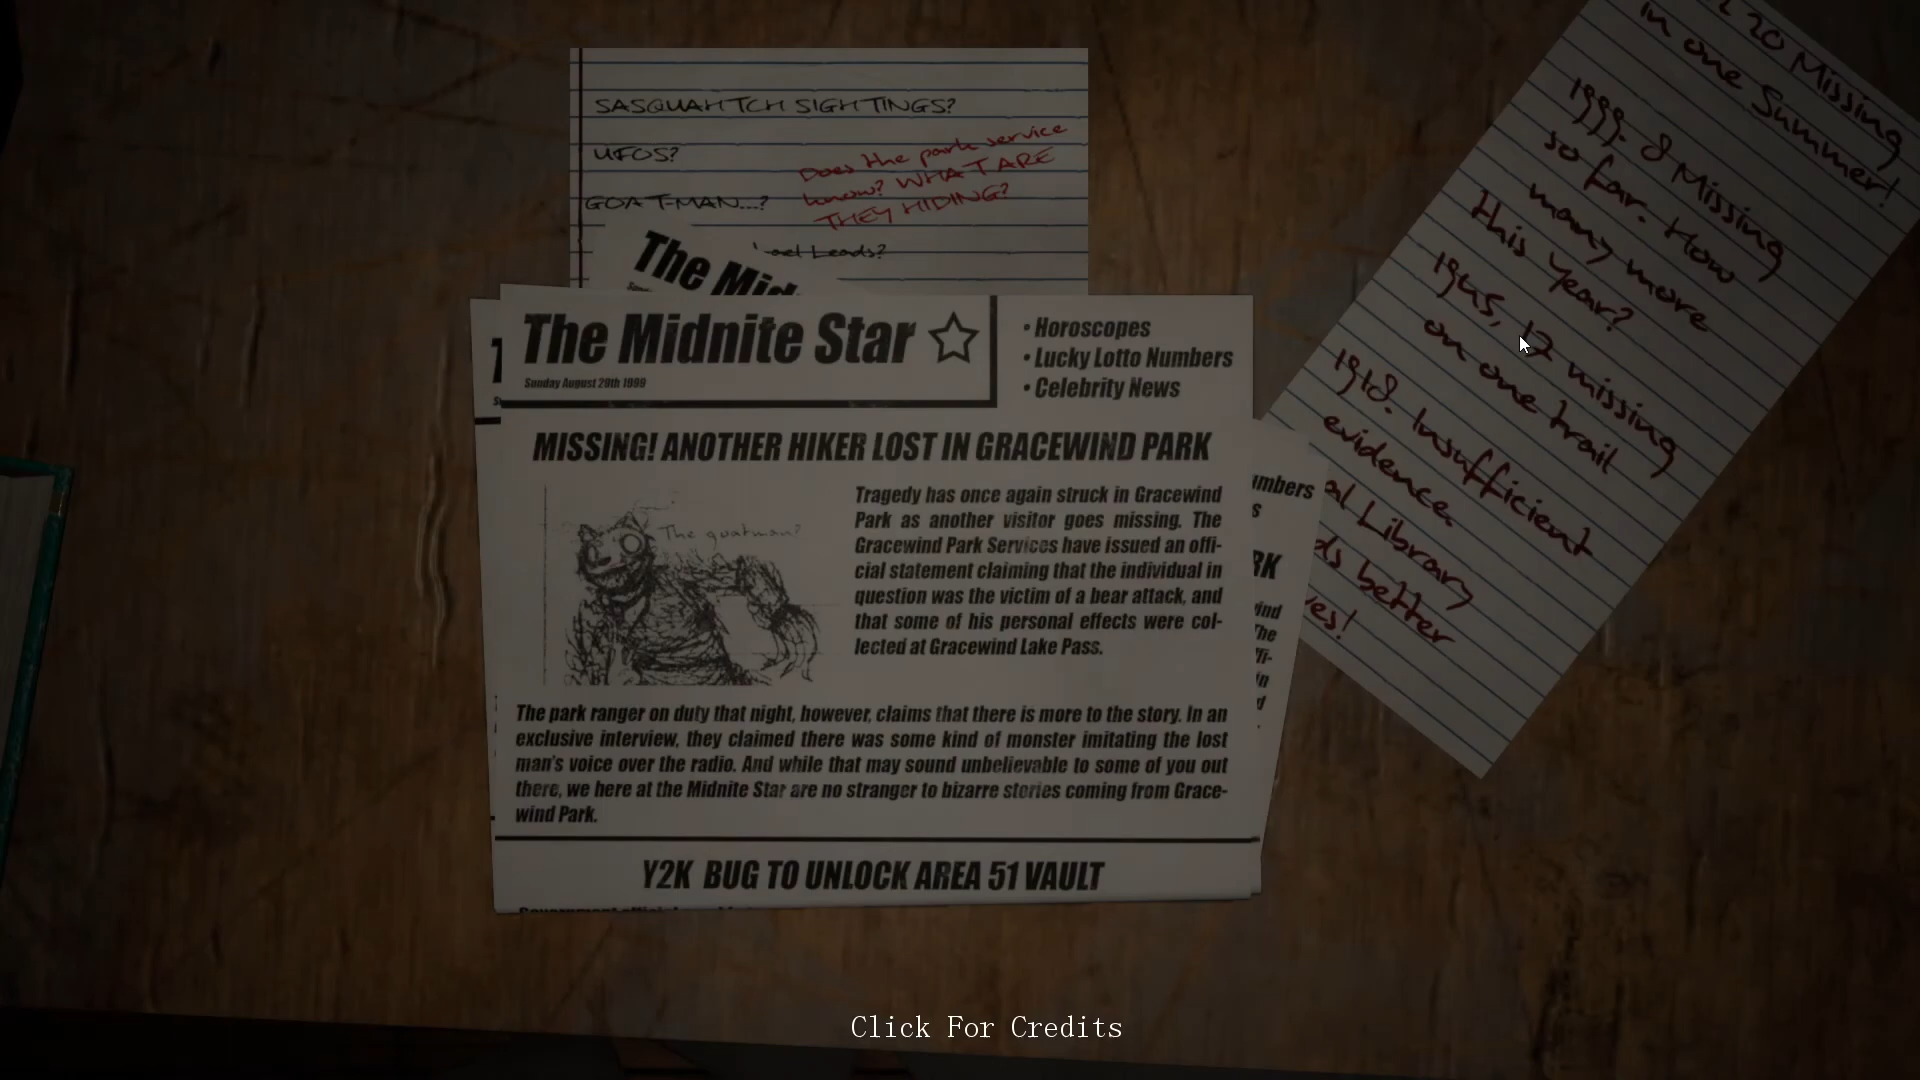 SASQUAHTCH SIGHTINGS?
UFOS?
Does the park service
know? WHAT ARE
THEY HIDING?
GOAT-MAN...?
Leads?
The Mid
The Midnite Star
Sunday August 29th 1999
• Horoscopes
• Lucky Lotto Numbers
• Celebrity News
MISSING! ANOTHER HIKER LOST IN GRACEWIND PARK
The goatman?
Tragedy has once again struck in Gracewind
Park as another visitor goes missing. The
Gracewind Park Services have issued an offi-
cial statement claiming that the individual in
question was the victim of a bear attack, and
that some of his personal effects were col-
lected at Gracewind Lake Pass.
The park ranger on duty that night, however, claims that there is more to the story. In an
exclusive interview, they claimed there was some kind of monster imitating the lost
man's voice over the radio. And while that may sound unbelievable to some of you out
there, we here at the Midnite Star are no stranger to bizarre stories coming from Grace-
wind Park.
Y2K BUG TO UNLOCK AREA 51 VAULT
umbers
s
RK
wind
The
ffi-
in
d
20 Missing
in one Summer!
1999. 8 Missing
so far. How
many more
this year?
1945, 12 missing
on one trail
1918. Insufficient
evidence.
al Library
ds better
ves!
Click For Credits